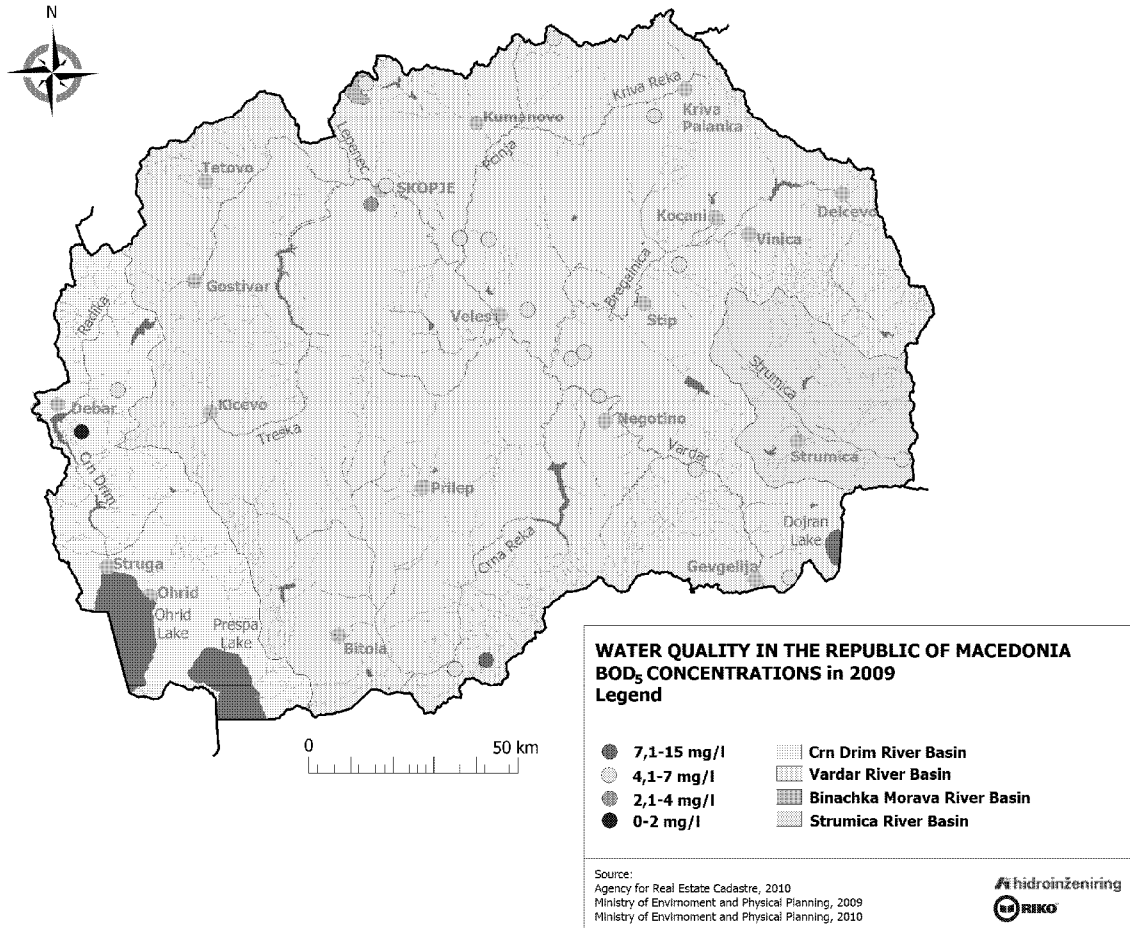 N
Kriva Reka
Kriva
Palanka
Kumanovo
Lepenec
Pcinja
Tetovo
SKOPJE
Kocani
Delcevo
Vinica
Gostivar
Bregalnica
Radika
Veles
Stip
Strumica
Debar
Kicevo
Treska
Negotino
Vardar
Strumica
Crn Drim
Prilep
Dojran
Lake
Crna Reka
Struga
Gevgelija
Ohrid
Ohrid
Lake
Prespa
Lake
Bitola
0 50 km
WATER QUALITY IN THE REPUBLIC OF MACEDONIA
BOD5 CONCENTRATIONS in 2009
Legend
7,1-15 mg/l Crn Drim River Basin
4,1-7 mg/l Vardar River Basin
2,1-4 mg/l Binachka Morava River Basin
0-2 mg/l Strumica River Basin
Source:
Agency for Real Estate Cadastre, 2010
Ministry of Envirnoment and Physical Planning, 2009
Ministry of Envirnoment and Physical Planning, 2010
hidroinženiring
RIKO